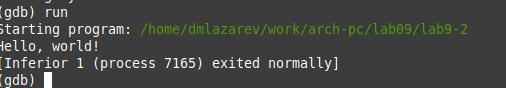 (gdb) run
Starting program: /home/dmlazarev/work/arch-pc/lab09/lab9-2
Hello, world!
[Inferior 1 (process 7165) exited normally]
(gdb)